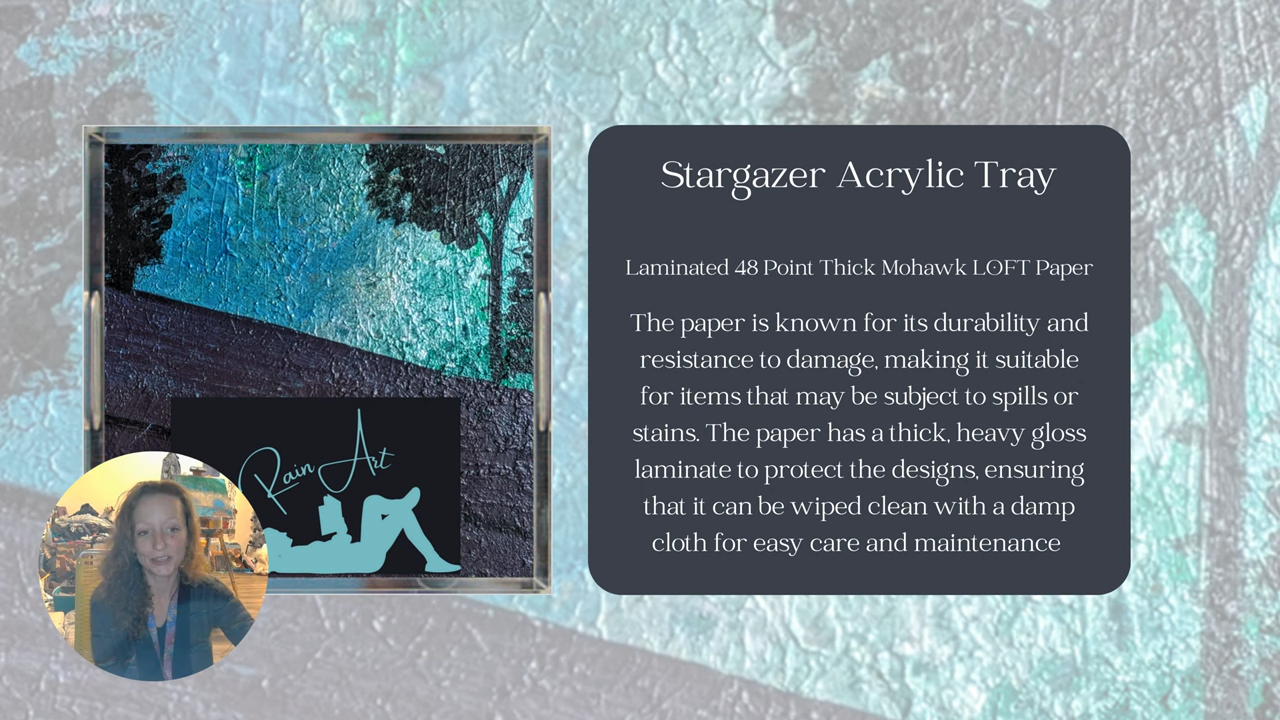 Stargazer Acrylic Tray
Laminated 48 Point Thick Mohawk LOFT Paper
The paper is known for its durability and
resistance to damage, making it suitable
for items that may be subject to spills or
stains. The paper has a thick, heavy gloss
laminate to protect the designs, ensuring
that it can be wiped clean with a damp
cloth for easy care and maintenance
Rain Art